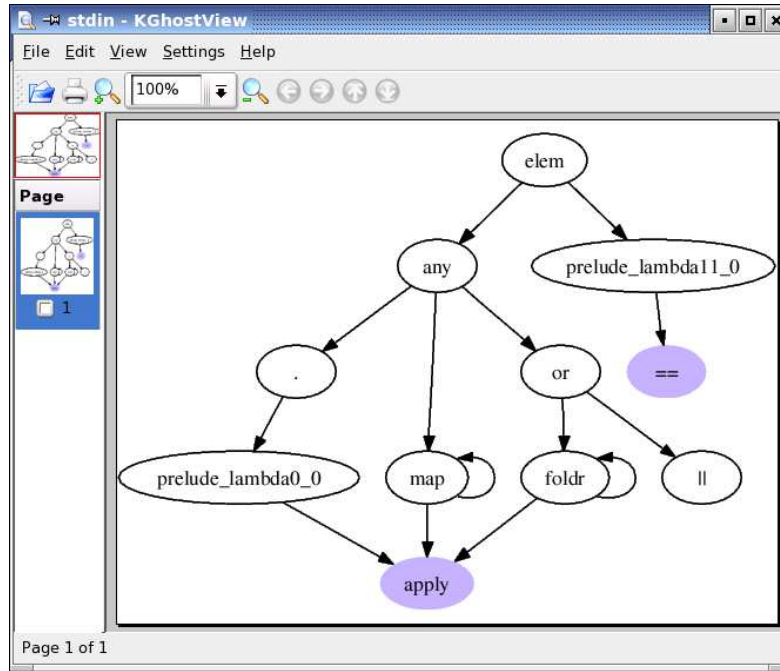 stdin - KGhostView
File Edit View Settings Help
100%
Page
1
elem
any
prelude_lambda11_0
.
or
==
prelude_lambda0_0
map
foldr
||
apply
Page 1 of 1